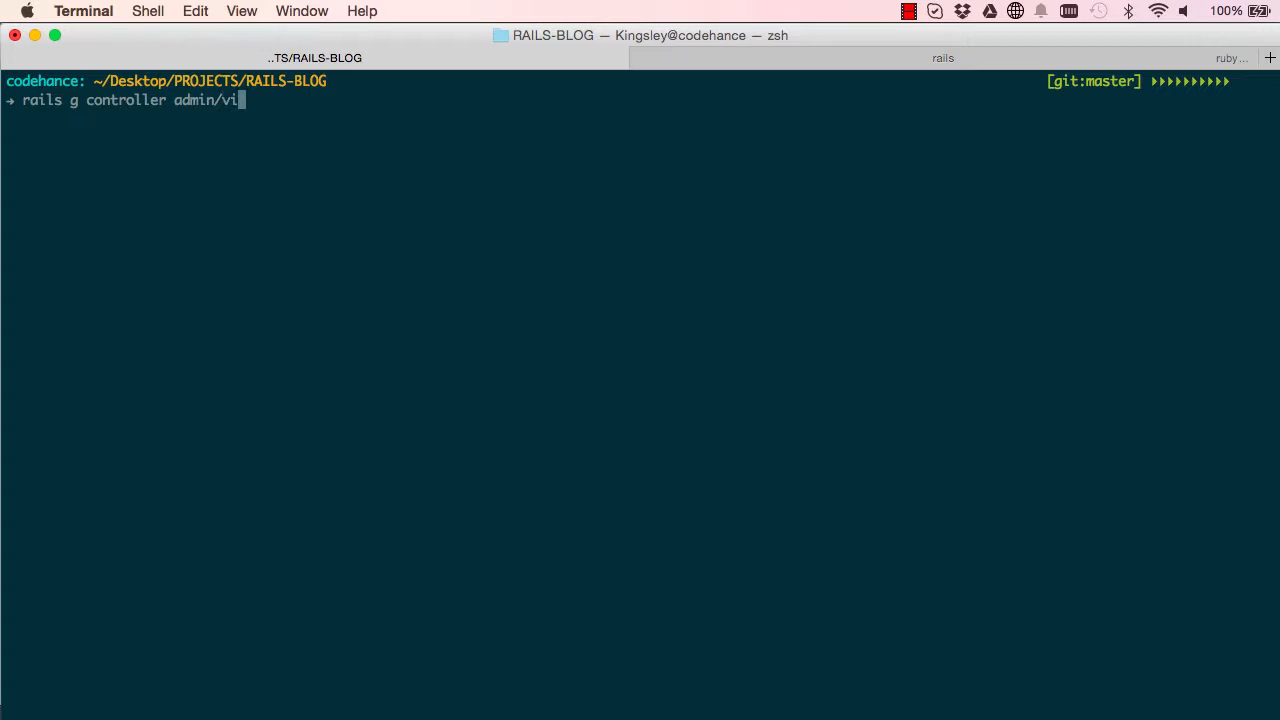 Terminal Shell Edit View Window Help 100%
RAILS-BLOG — Kingsley@codehance — zsh
..TS/RAILS-BLOG rails ruby... +
codehance: ~/Desktop/PROJECTS/RAILS-BLOG [git:master]
→ rails g controller admin/vi